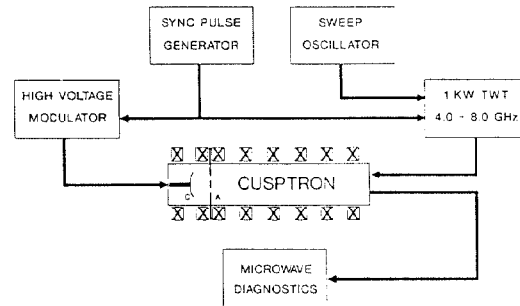 SYNC PULSE
GENERATOR
SWEEP
OSCILLATOR
HIGH VOLTAGE
MODULATOR
1 KW TWT
4.0 - 8.0 GHz
CUSPTRON
C A
MICROWAVE
DIAGNOSTICS